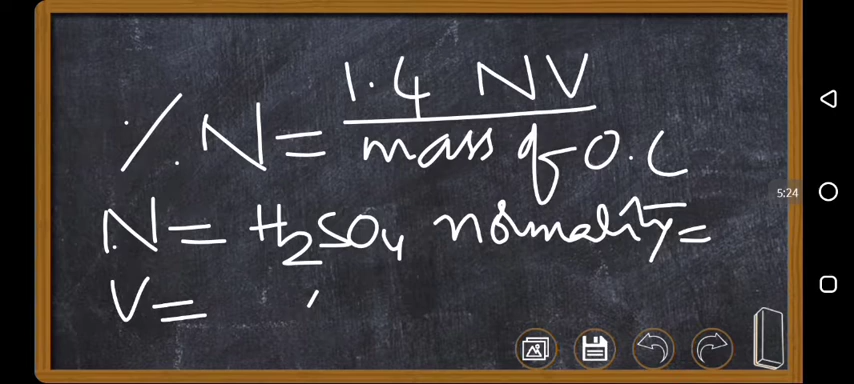 % N = 1.4 NV / mass of O.C
N = H₂SO₄ normality =
V =
5:24